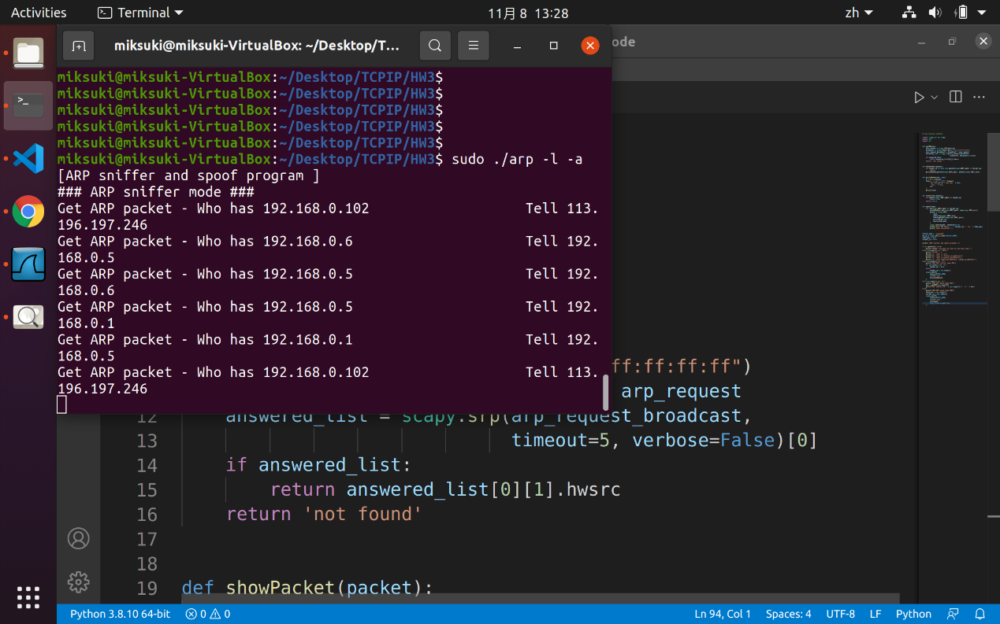 Activities
Terminal
11月 8 13:28
zh
miksuki@miksuki-VirtualBox: ~/Desktop/T...
ode
miksuki@miksuki-VirtualBox:~/Desktop/TCPIP/HW3$
miksuki@miksuki-VirtualBox:~/Desktop/TCPIP/HW3$
miksuki@miksuki-VirtualBox:~/Desktop/TCPIP/HW3$
miksuki@miksuki-VirtualBox:~/Desktop/TCPIP/HW3$
miksuki@miksuki-VirtualBox:~/Desktop/TCPIP/HW3$
miksuki@miksuki-VirtualBox:~/Desktop/TCPIP/HW3$ sudo ./arp -l -a
[ARP sniffer and spoof program ]
### ARP sniffer mode ###
Get ARP packet - Who has 192.168.0.102 Tell 113.
196.197.246
Get ARP packet - Who has 192.168.0.6 Tell 192.
168.0.5
Get ARP packet - Who has 192.168.0.5 Tell 192.
168.0.6
Get ARP packet - Who has 192.168.0.5 Tell 192.
168.0.1
Get ARP packet - Who has 192.168.0.1 Tell 192.
168.0.5
Get ARP packet - Who has 192.168.0.102 Tell 113.
196.197.246
ff:ff:ff:ff")
arp_request
12 answered_list = scapy.srp(arp_request_broadcast,
13 timeout=5, verbose=False)[0]
14 if answered_list:
15 return answered_list[0][1].hwsrc
16 return 'not found'
17
18
19 def showPacket(packet):
Python 3.8.10 64-bit
0 0
Ln 94, Col 1
Spaces: 4
UTF-8
LF
Python